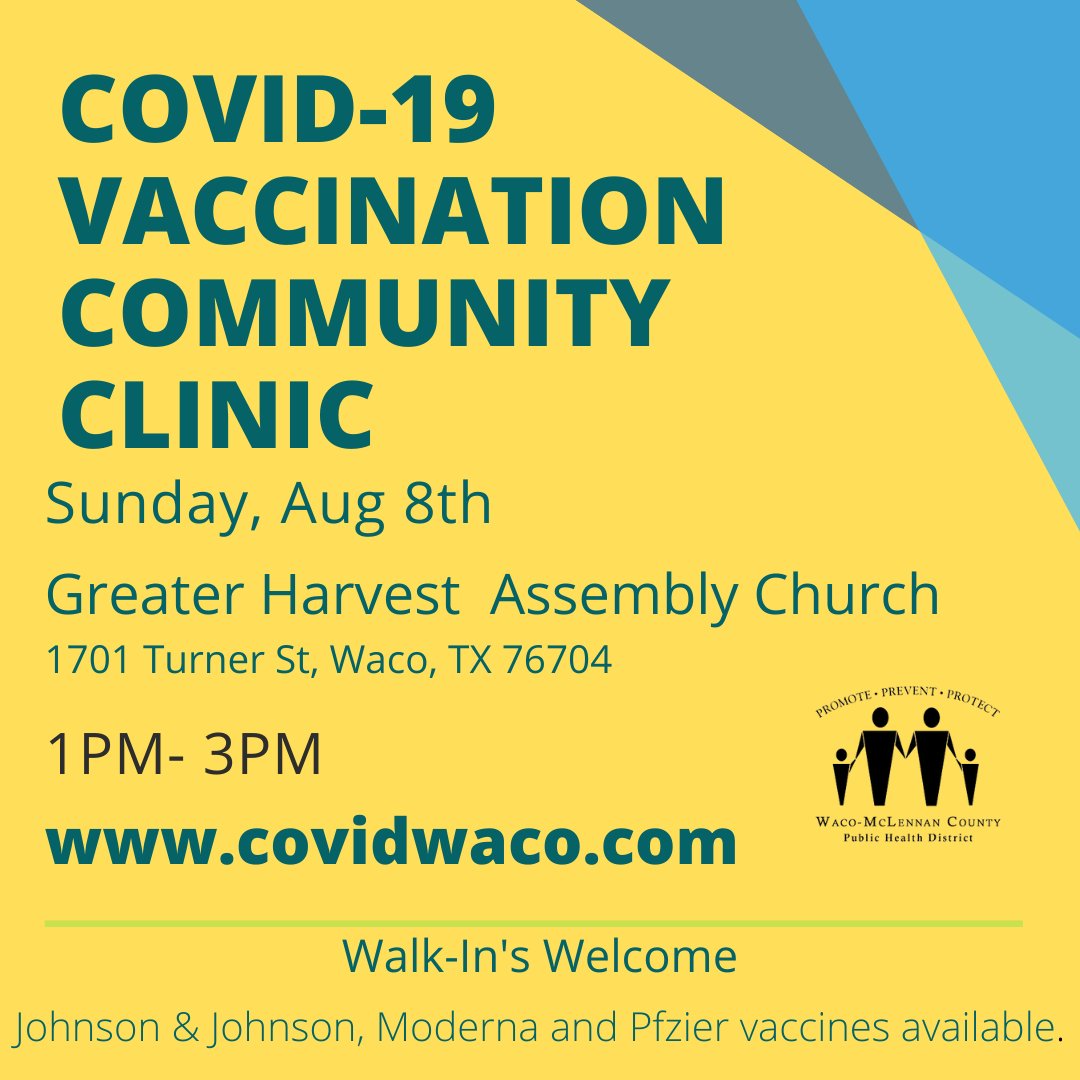 COVID-19
VACCINATION
COMMUNITY
CLINIC
Sunday, Aug 8th
Greater Harvest Assembly Church
1701 Turner St, Waco, TX 76704
1PM- 3PM
PROMOTE • PREVENT • PROTECT
WACO-MCLENNAN COUNTY
Public Health District
www.covidwaco.com
Walk-In's Welcome
Johnson & Johnson, Moderna and Pfzier vaccines available.